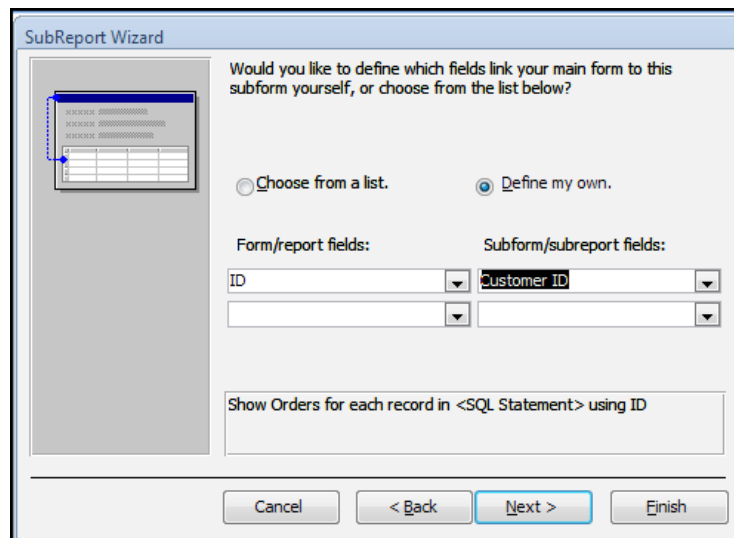 SubReport Wizard
Would you like to define which fields link your main form to this
subform yourself, or choose from the list below?
Choose from a list.
Define my own.
Form/report fields:
Subform/subreport fields:
ID
Customer ID
Show Orders for each record in <SQL Statement> using ID
Cancel
< Back
Next >
Finish